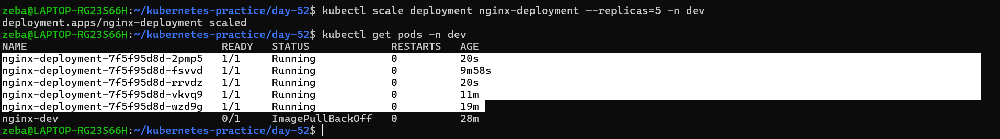 zeba@LAPTOP-RG23S66H:~/kubernetes-practice/day-52$ kubectl scale deployment nginx-deployment --replicas=5 -n dev
deployment.apps/nginx-deployment scaled
zeba@LAPTOP-RG23S66H:~/kubernetes-practice/day-52$ kubectl get pods -n dev
NAME                               READY   STATUS             RESTARTS   AGE
nginx-deployment-7f5f95d8d-2pmp5   1/1     Running            0          20s
nginx-deployment-7f5f95d8d-fsvvd   1/1     Running            0          9m58s
nginx-deployment-7f5f95d8d-rrvdz   1/1     Running            0          20s
nginx-deployment-7f5f95d8d-vkvq9   1/1     Running            0          11m
nginx-deployment-7f5f95d8d-wzd9g   1/1     Running            0          19m
nginx-dev                          0/1     ImagePullBackOff   0          28m
zeba@LAPTOP-RG23S66H:~/kubernetes-practice/day-52$